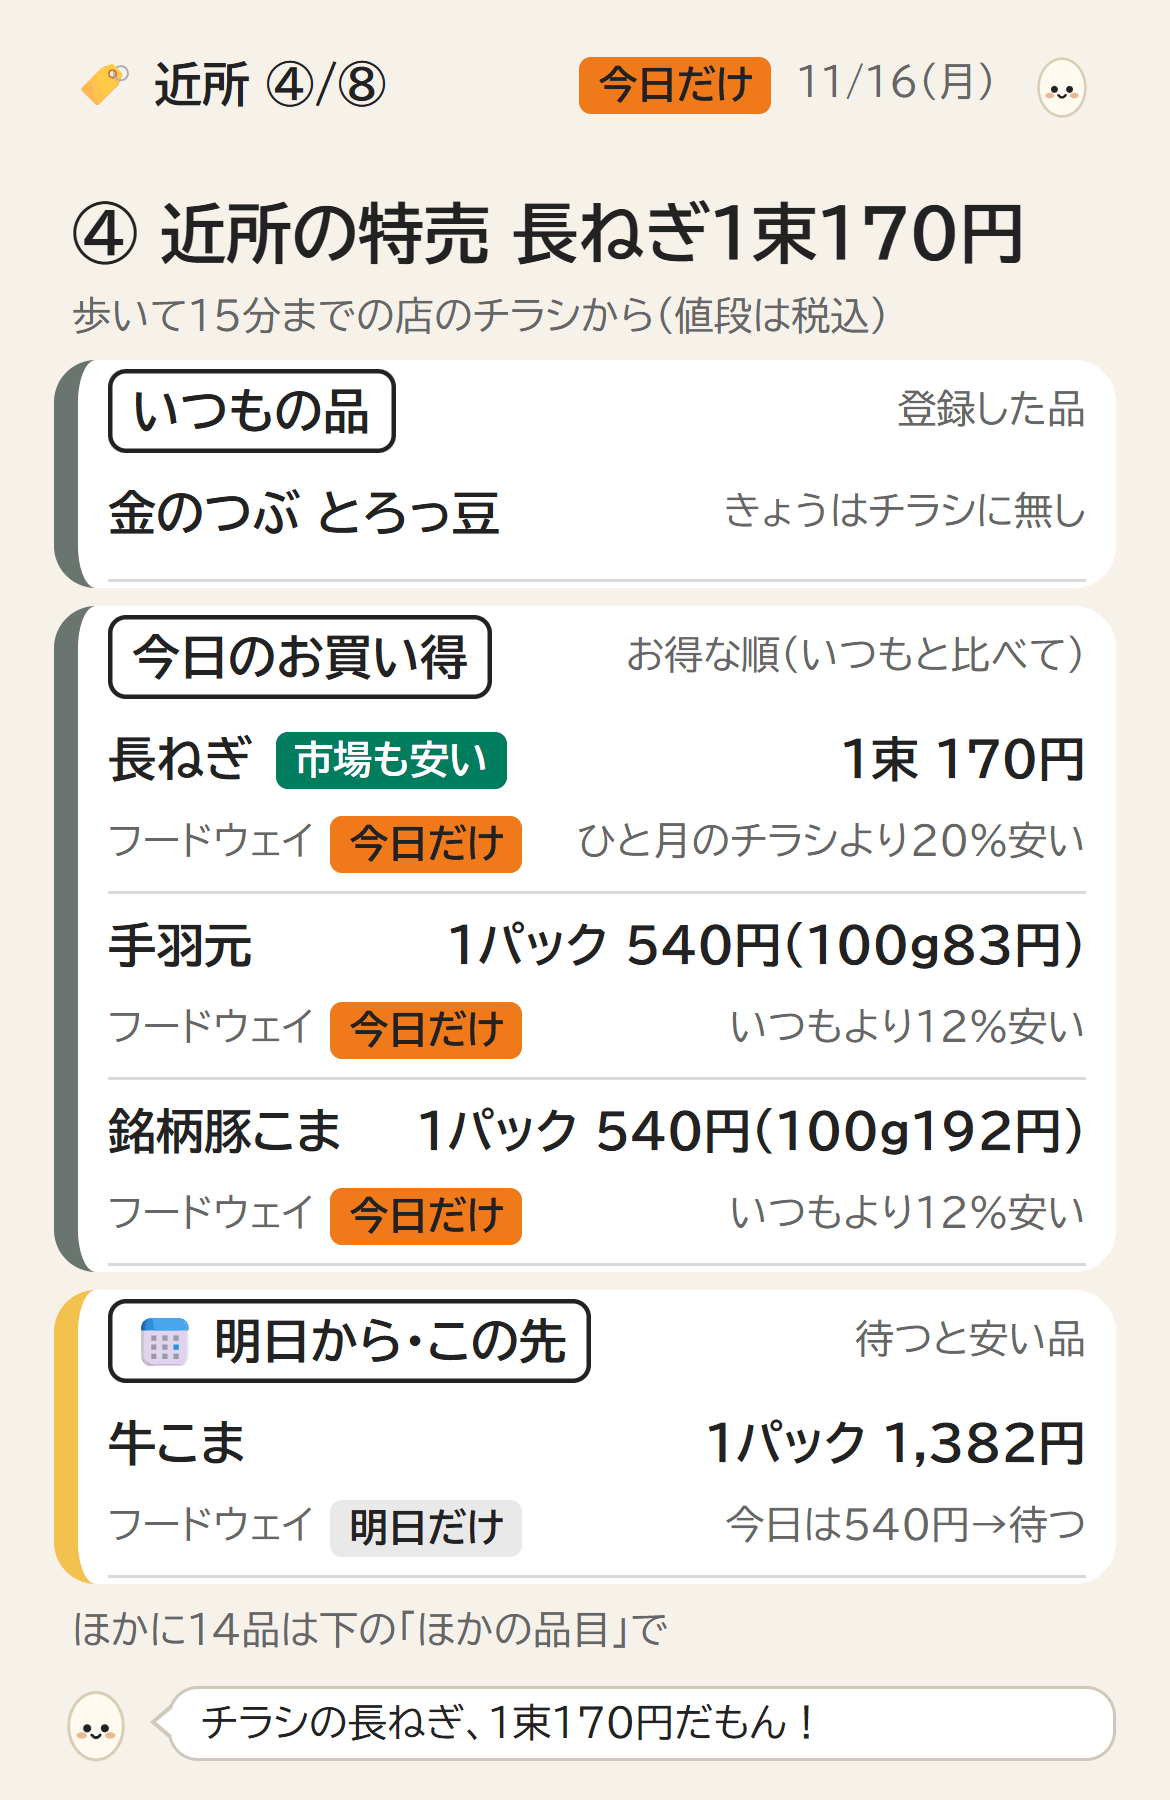 近所 ④/⑧ 今日だけ 11/16(月)
④ 近所の特売 長ねぎ1束170円
歩いて15分までの店のチラシから(値段は税込)
いつもの品 登録した品
金のつぶ とろっ豆 きょうはチラシに無し
今日のお買い得 お得な順(いつもと比べて)
長ねぎ 市場も安い 1束 170円
フードウェイ 今日だけ ひと月のチラシより20%安い
手羽元 1パック 540円(100g83円)
フードウェイ 今日だけ いつもより12%安い
銘柄豚こま 1パック 540円(100g192円)
フードウェイ 今日だけ いつもより12%安い
明日から・この先 待つと安い品
牛こま 1パック 1,382円
フードウェイ 明日だけ 今日は540円→待つ
ほかに14品は下の「ほかの品目」で
チラシの長ねぎ、1束170円だもん！